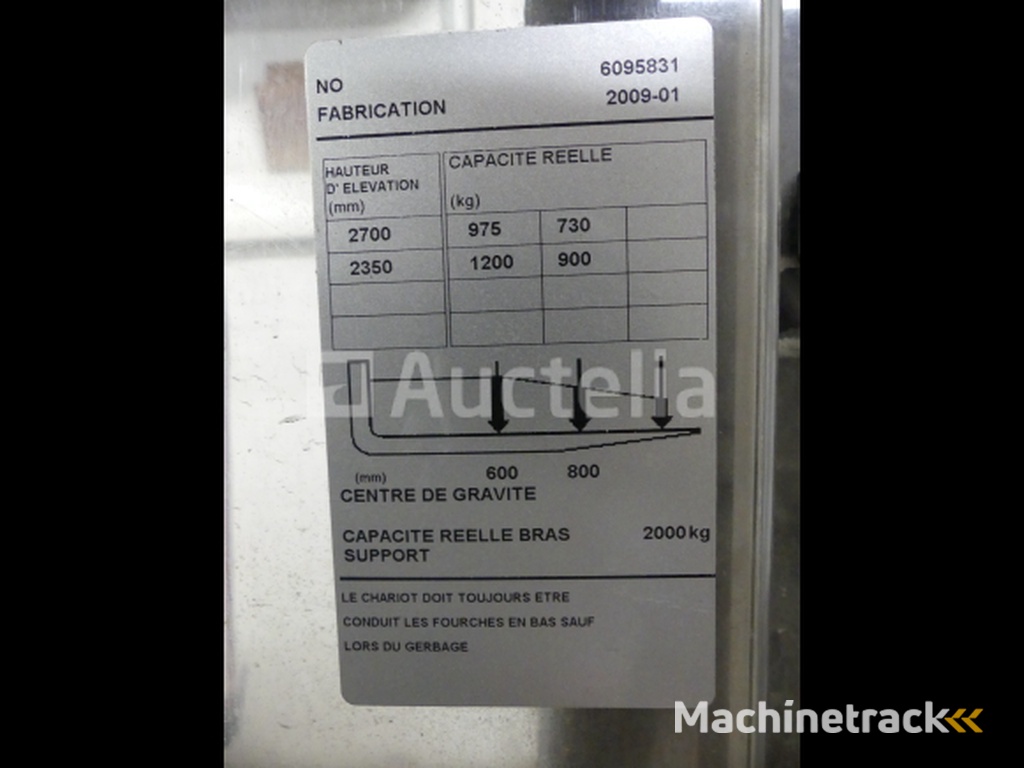 NO 6095831
FABRICATION 2009-01
HAUTEUR
D' ELEVATION
(mm)
CAPACITE REELLE
(kg)
2700 975 730
2350 1200 900
Auctelia
(mm) 600 800
CENTRE DE GRAVITE
CAPACITE REELLE BRAS 2000 kg
SUPPORT
LE CHARIOT DOIT TOUJOURS ETRE
CONDUIT LES FOURCHES EN BAS SAUF
LORS DU GERBAGE
Machinetrack